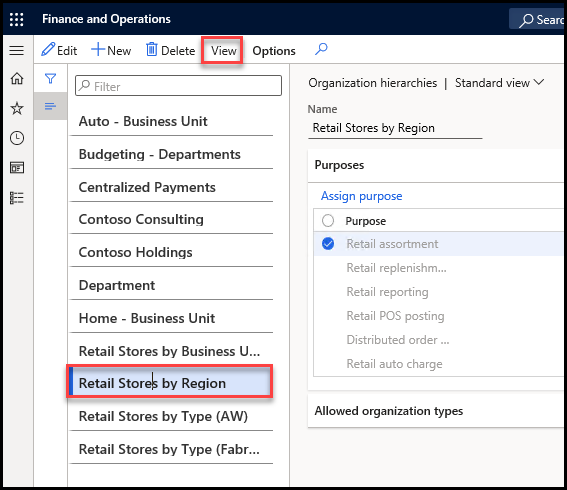 Finance and Operations
Searc
Edit
New
Delete
View
Options
Filter
Auto - Business Unit
Budgeting - Departments
Centralized Payments
Contoso Consulting
Contoso Holdings
Department
Home - Business Unit
Retail Stores by Business U...
Retail Stores by Region
Retail Stores by Type (AW)
Retail Stores by Type (Fabr...
Organization hierarchies | Standard view
Name
Retail Stores by Region
Purposes
Assign purpose
Purpose
Retail assortment
Retail replenishm...
Retail reporting
Retail POS posting
Distributed order ...
Retail auto charge
Allowed organization types